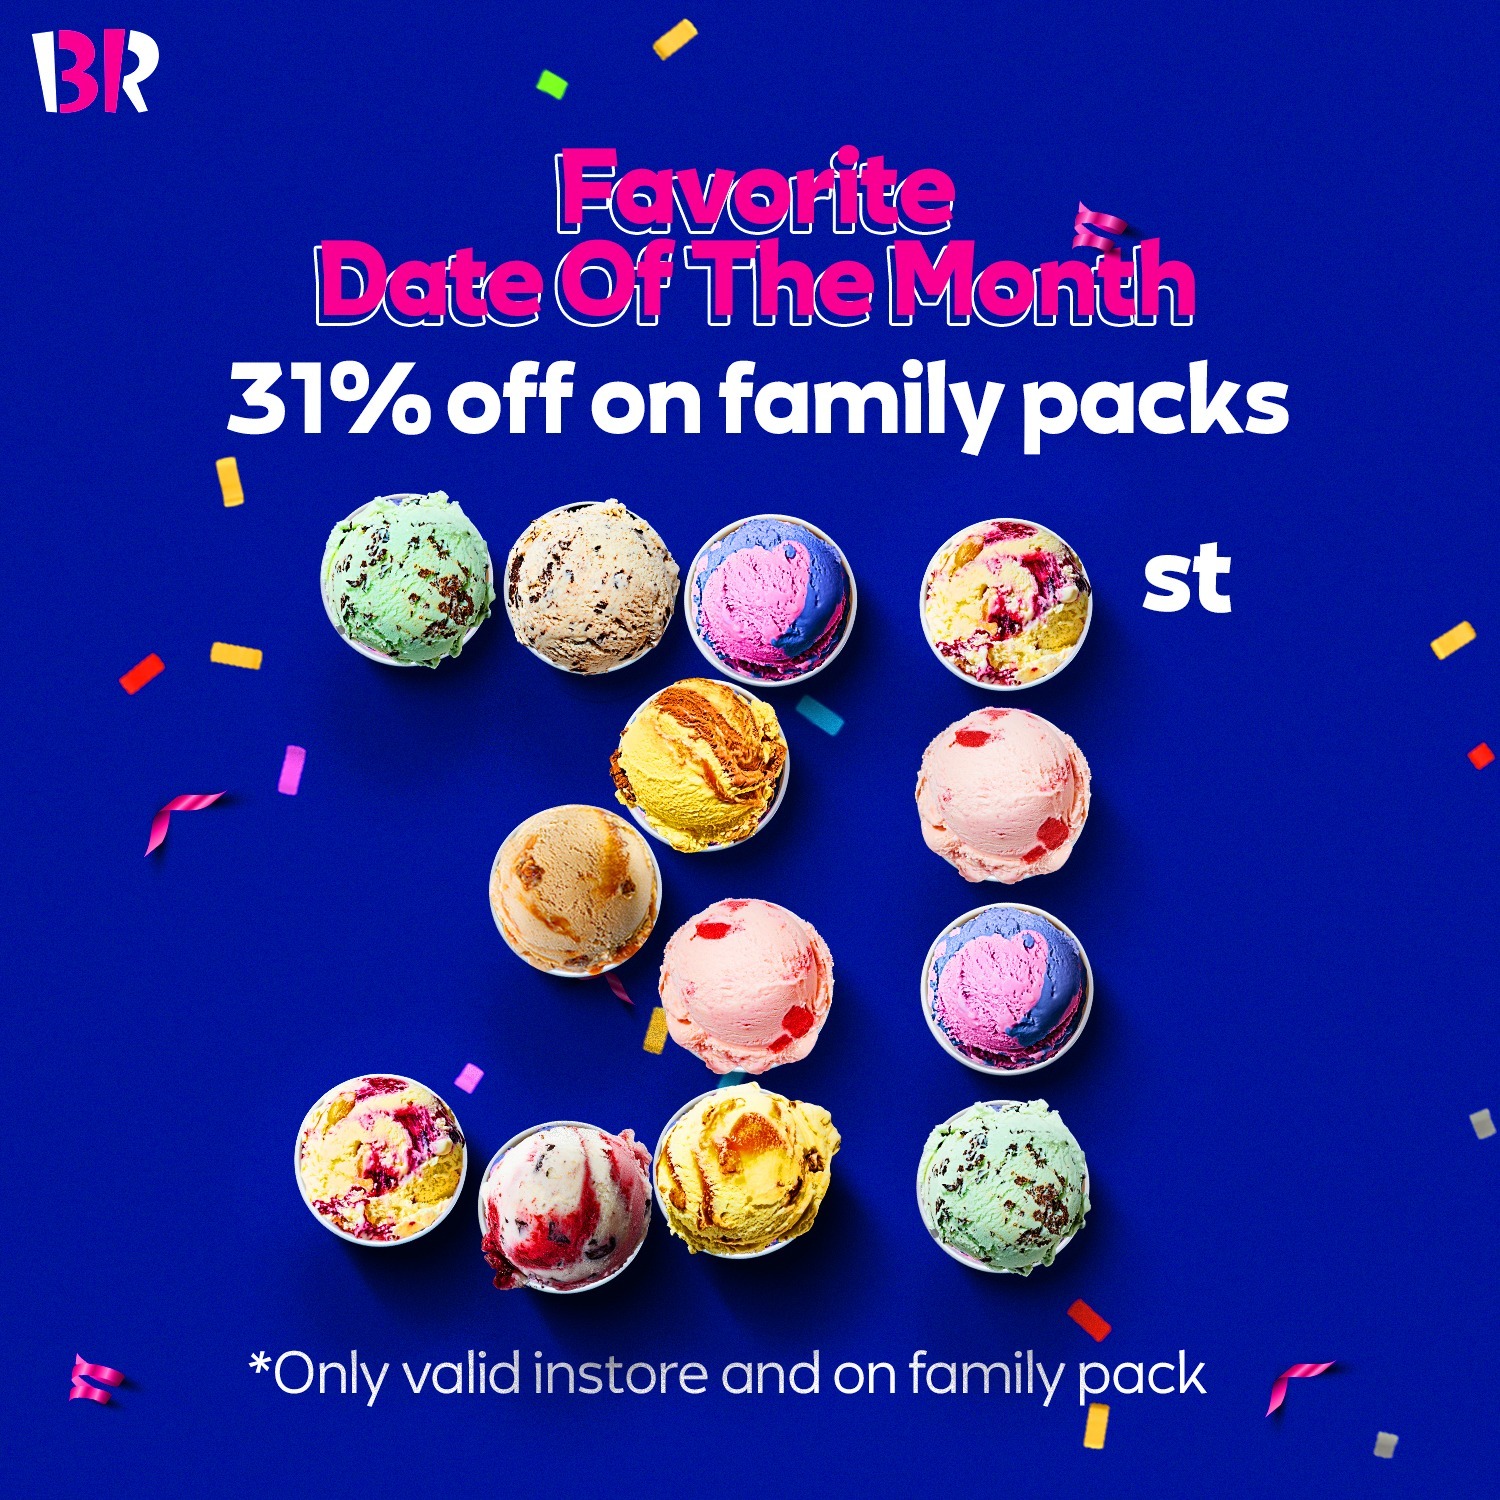 BR
Favorite
Date Of The Month
31% off on family packs
31 st
*Only valid instore and on family pack